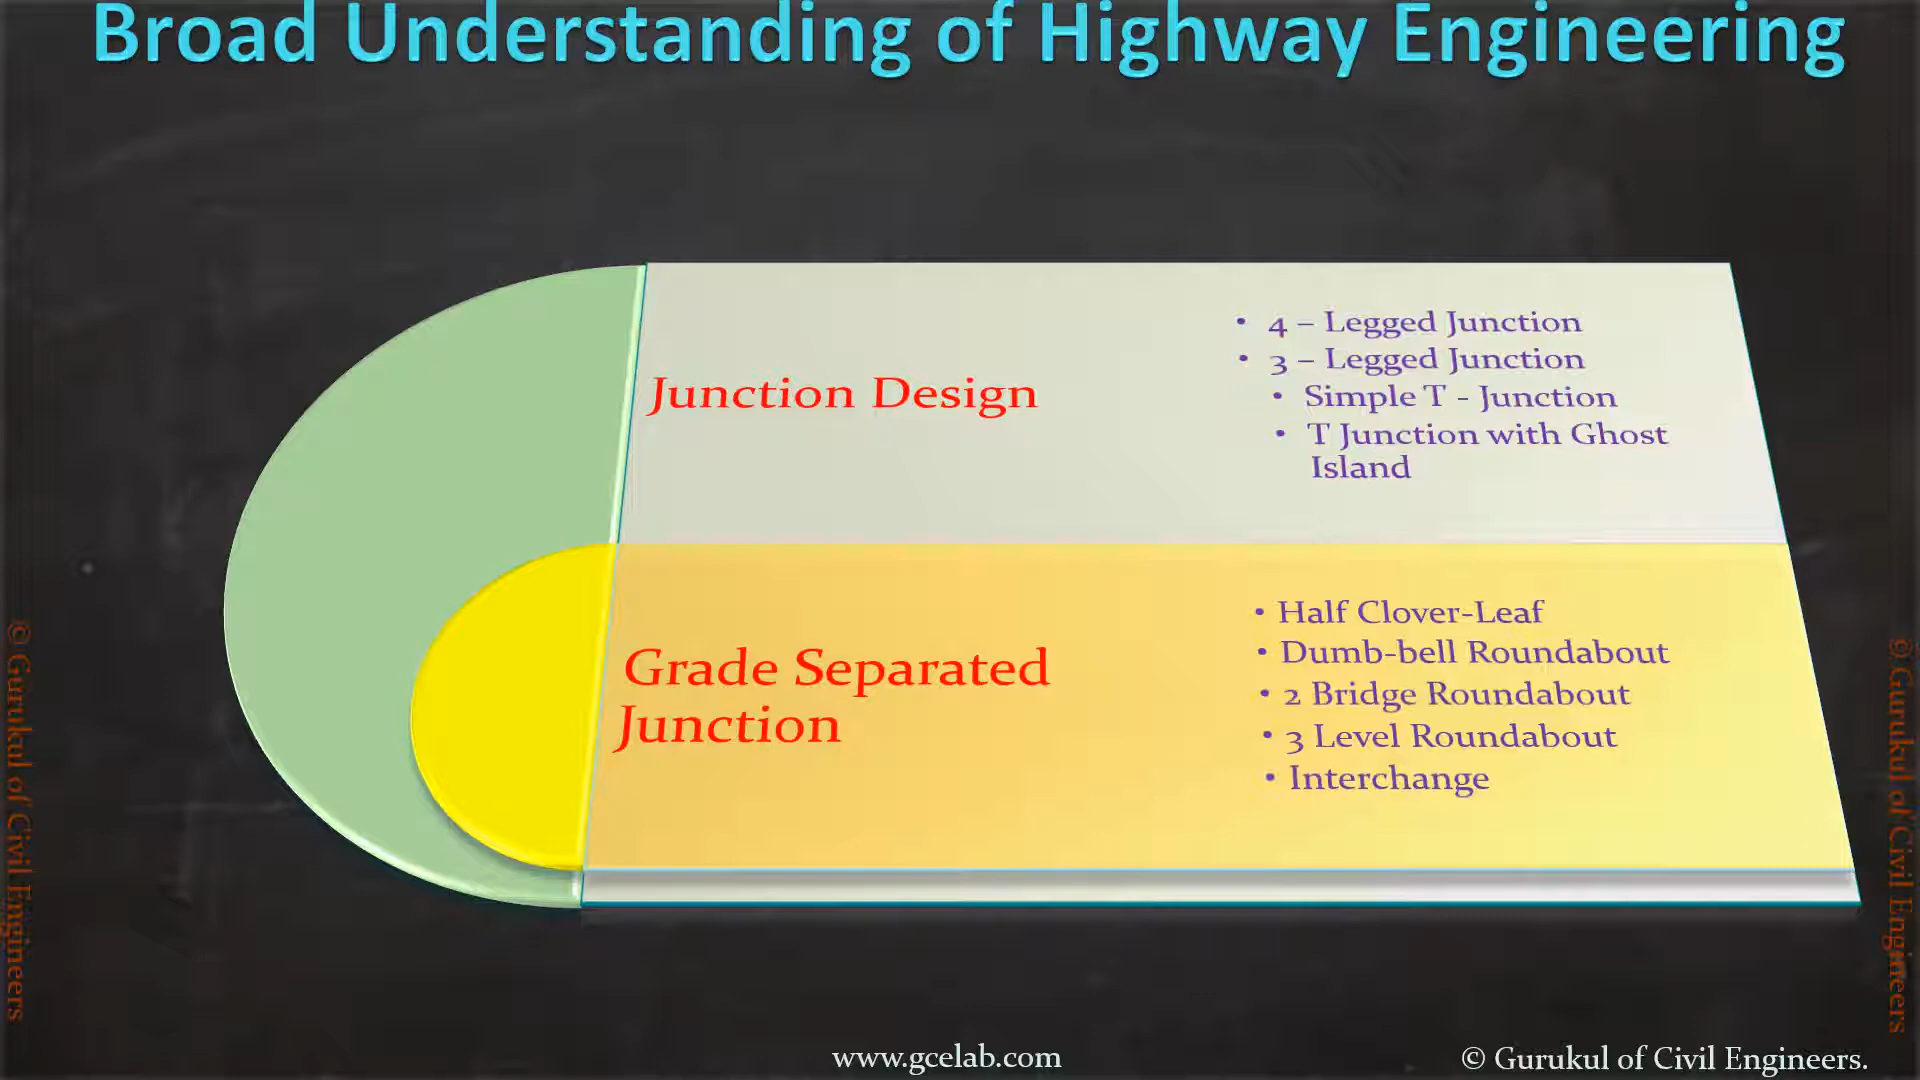 Broad Understanding of Highway Engineering
Junction Design
• 4 – Legged Junction
• 3 – Legged Junction
• Simple T - Junction
• T Junction with Ghost
Island
Grade Separated
Junction
• Half Clover-Leaf
• Dumb-bell Roundabout
• 2 Bridge Roundabout
• 3 Level Roundabout
• Interchange
© Gurukul of Civil Engineers
© Gurukul of Civil Engineers
www.gcelab.com
© Gurukul of Civil Engineers.